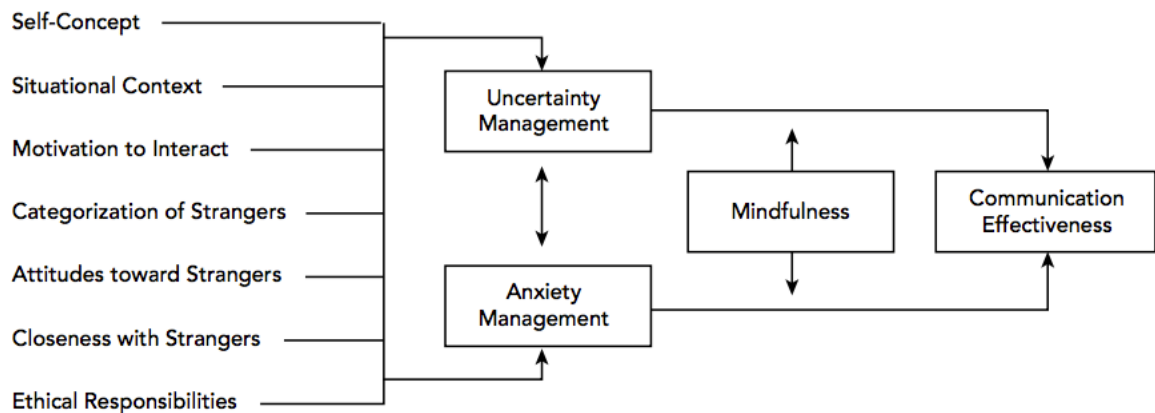 Self-Concept
Situational Context
Motivation to Interact
Categorization of Strangers
Attitudes toward Strangers
Closeness with Strangers
Ethical Responsibilities
Uncertainty
Management
Anxiety
Management
Mindfulness
Communication
Effectiveness